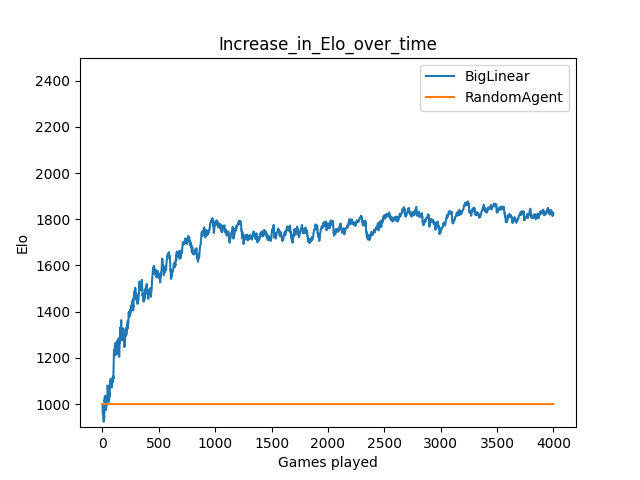 Increase_in_Elo_over_time
BigLinear
RandomAgent
2400
2200
2000
1800
1600
1400
1200
1000
Elo
0 500 1000 1500 2000 2500 3000 3500 4000
Games played